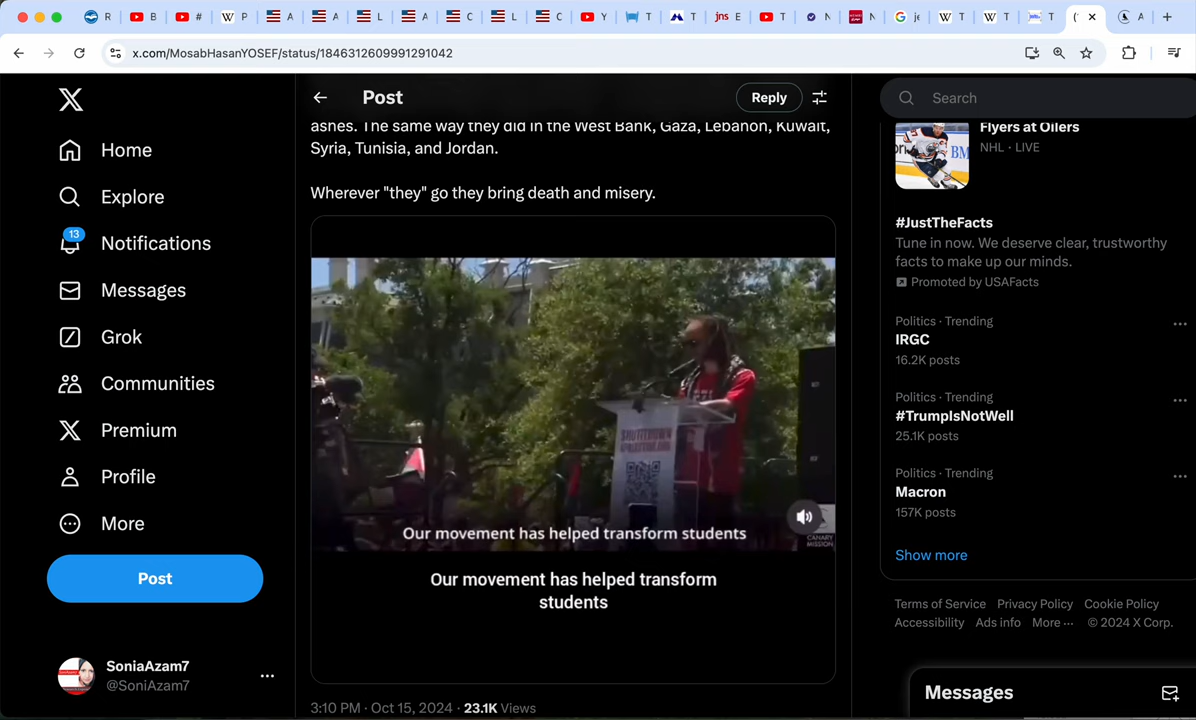 R
B
#
P
A
A
L
A
C
L
C
Y
T
T
jns E
T
N
N
je
T
T
T
(
A
x.com/MosabHasanYOSEF/status/1846312609991291042
Post
Reply
Search
ashes. The same way they did in the West Bank, Gaza, Lebanon, Kuwait,
Syria, Tunisia, and Jordan.
Wherever "they" go they bring death and misery.
Our movement has helped transform students
CANARY
MISSION
Our movement has helped transform
students
3:10 PM · Oct 15, 2024 · 23.1K Views
Home
Explore
13
Notifications
Messages
Grok
Communities
Premium
Profile
More
Post
SoniaAzam7
@SoniAzam7
Flyers at Oilers
NHL · LIVE
#JustTheFacts
Tune in now. We deserve clear, trustworthy
facts to make up our minds.
Promoted by USAFacts
Politics · Trending
IRGC
16.2K posts
Politics · Trending
#TrumpIsNotWell
25.1K posts
Politics · Trending
Macron
157K posts
Show more
Terms of Service Privacy Policy Cookie Policy
Accessibility Ads info More ··· © 2024 X Corp.
Messages